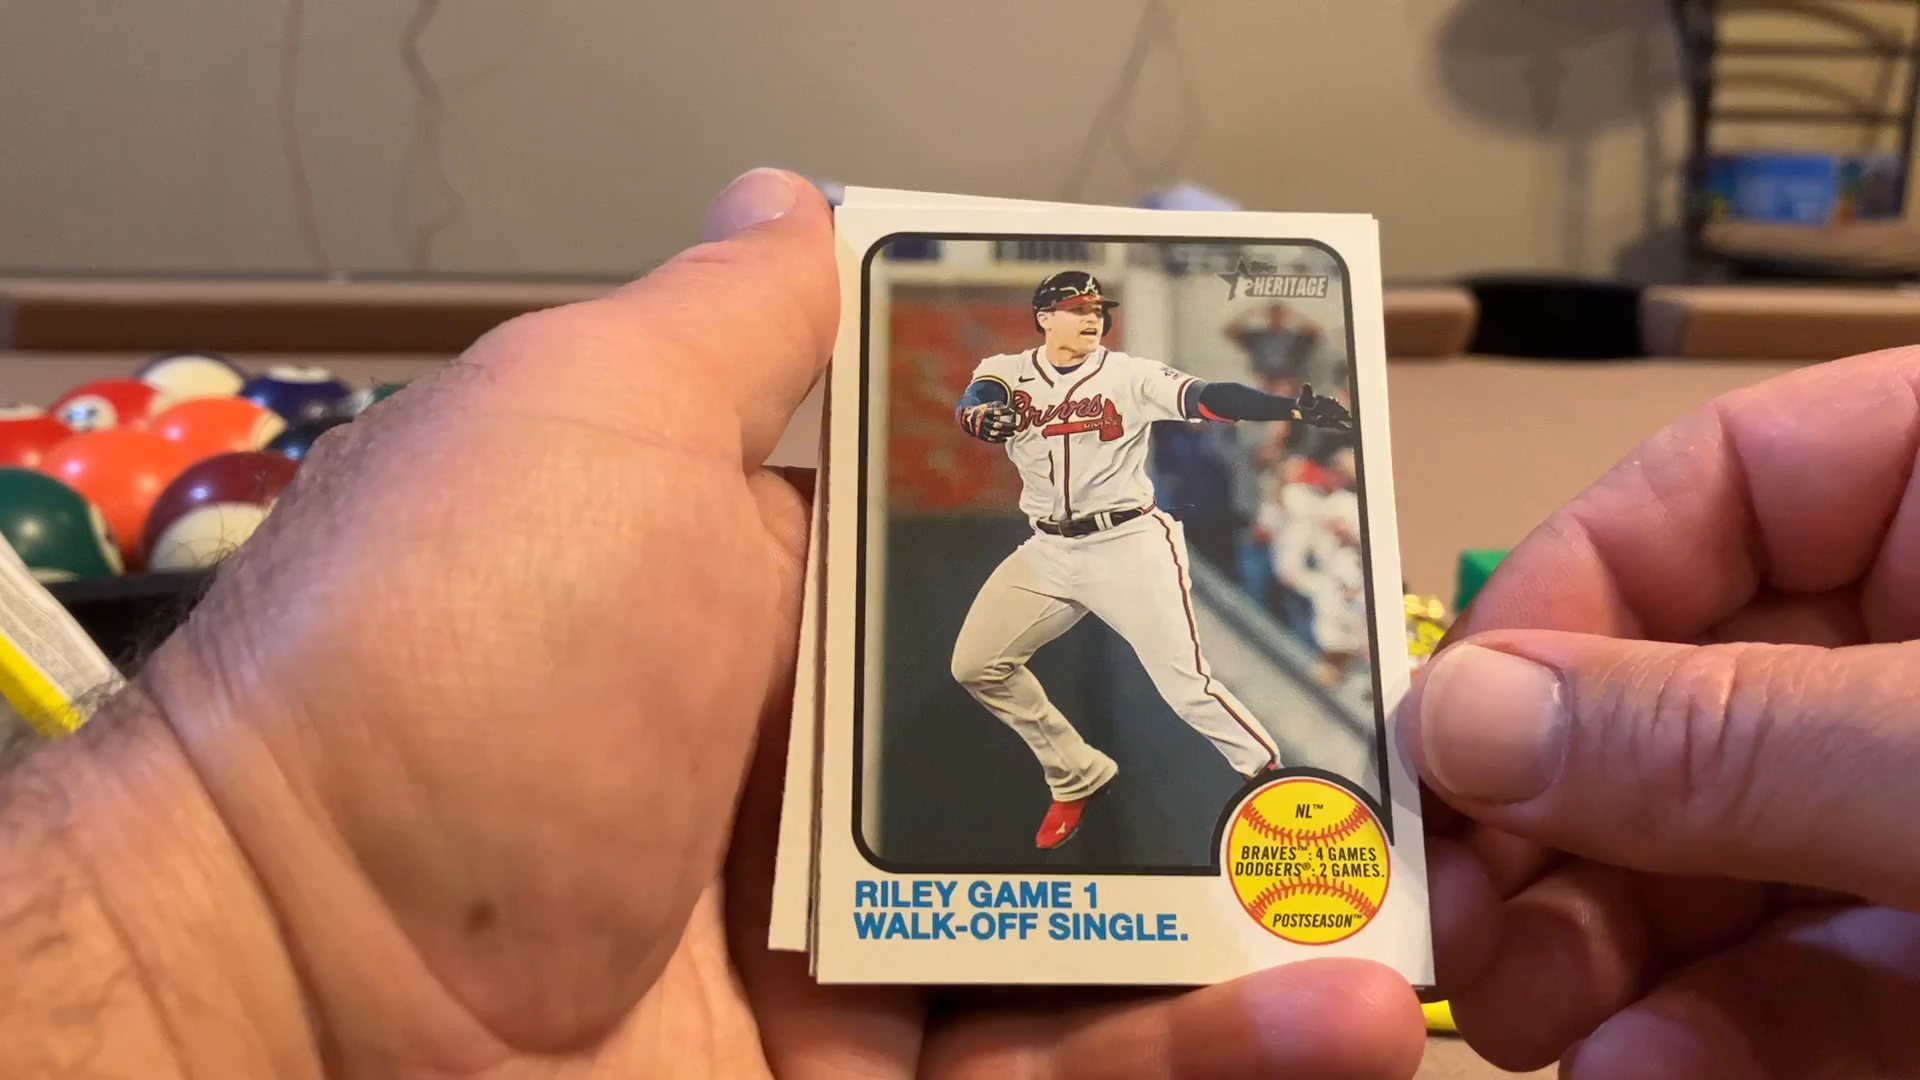 HERITAGE
Braves
NL™
BRAVES™: 4 GAMES
DODGERS®: 2 GAMES.
POSTSEASON™
RILEY GAME 1
WALK-OFF SINGLE.